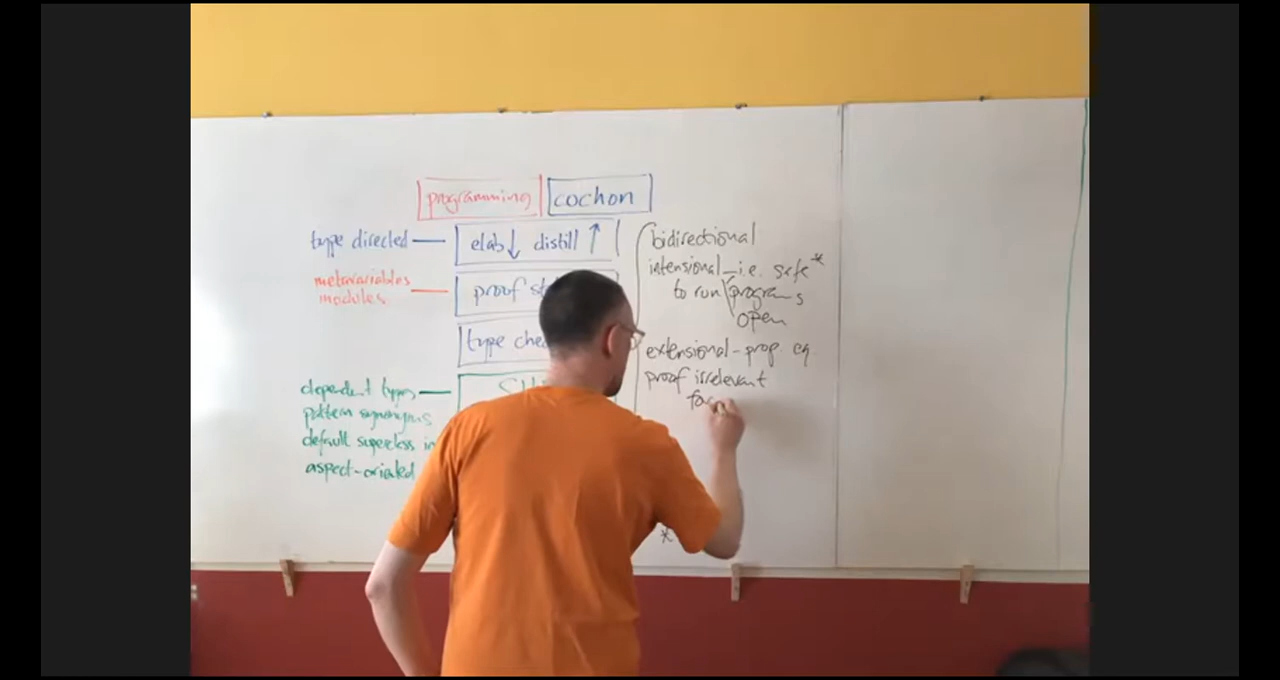 programming cochon
type directed elab↓ distill↑
metavariables
modules
proof st
type che
dependent types
pattern synonyms
default superclass in
aspect-oriented
bidirectional
intensional - i.e. safe*
to run programs
open
extensional - prop. eq
proof irrelevant
*